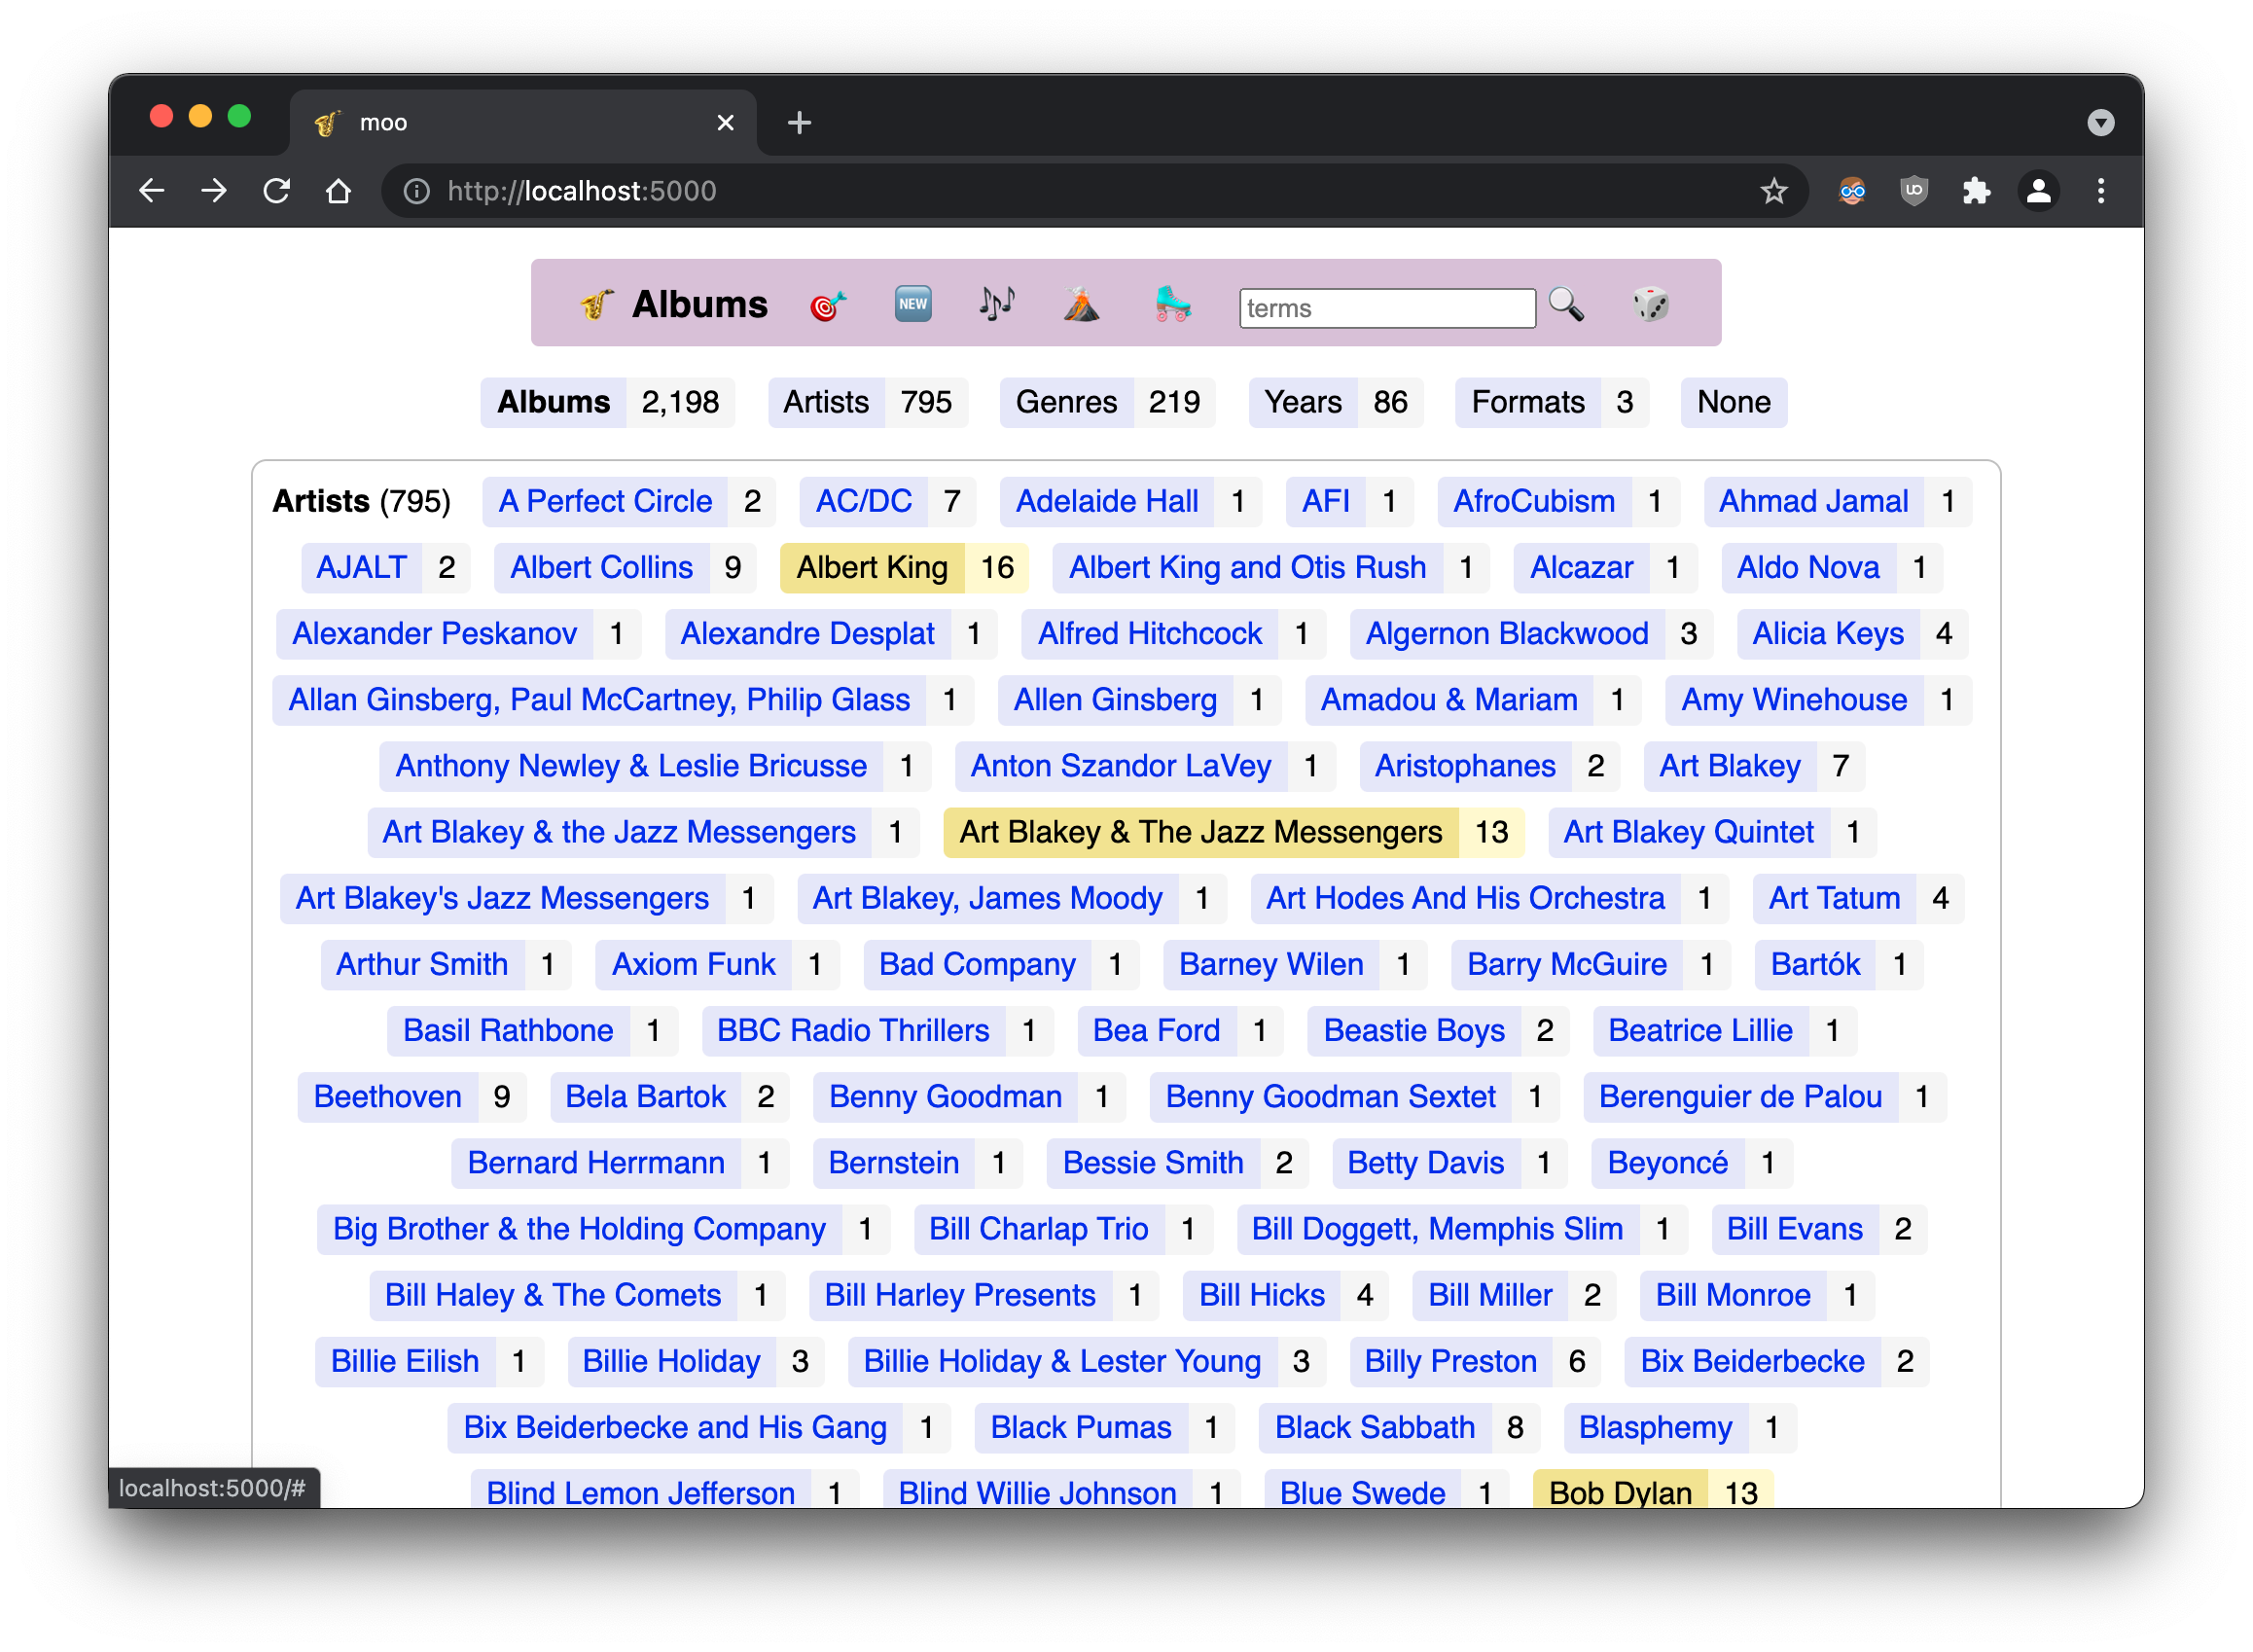 moo
http://localhost:5000
Albums NEW terms
Albums 2,198 Artists 795 Genres 219 Years 86 Formats 3 None
Artists (795) A Perfect Circle 2 AC/DC 7 Adelaide Hall 1 AFI 1 AfroCubism 1 Ahmad Jamal 1
AJALT 2 Albert Collins 9 Albert King 16 Albert King and Otis Rush 1 Alcazar 1 Aldo Nova 1
Alexander Peskanov 1 Alexandre Desplat 1 Alfred Hitchcock 1 Algernon Blackwood 3 Alicia Keys 4
Allan Ginsberg, Paul McCartney, Philip Glass 1 Allen Ginsberg 1 Amadou & Mariam 1 Amy Winehouse 1
Anthony Newley & Leslie Bricusse 1 Anton Szandor LaVey 1 Aristophanes 2 Art Blakey 7
Art Blakey & the Jazz Messengers 1 Art Blakey & The Jazz Messengers 13 Art Blakey Quintet 1
Art Blakey's Jazz Messengers 1 Art Blakey, James Moody 1 Art Hodes And His Orchestra 1 Art Tatum 4
Arthur Smith 1 Axiom Funk 1 Bad Company 1 Barney Wilen 1 Barry McGuire 1 Bartók 1
Basil Rathbone 1 BBC Radio Thrillers 1 Bea Ford 1 Beastie Boys 2 Beatrice Lillie 1
Beethoven 9 Bela Bartok 2 Benny Goodman 1 Benny Goodman Sextet 1 Berenguier de Palou 1
Bernard Herrmann 1 Bernstein 1 Bessie Smith 2 Betty Davis 1 Beyoncé 1
Big Brother & the Holding Company 1 Bill Charlap Trio 1 Bill Doggett, Memphis Slim 1 Bill Evans 2
Bill Haley & The Comets 1 Bill Harley Presents 1 Bill Hicks 4 Bill Miller 2 Bill Monroe 1
Billie Eilish 1 Billie Holiday 3 Billie Holiday & Lester Young 3 Billy Preston 6 Bix Beiderbecke 2
Bix Beiderbecke and His Gang 1 Black Pumas 1 Black Sabbath 8 Blasphemy 1
Blind Lemon Jefferson 1 Blind Willie Johnson 1 Blue Swede 1 Bob Dylan 13
localhost:5000/#